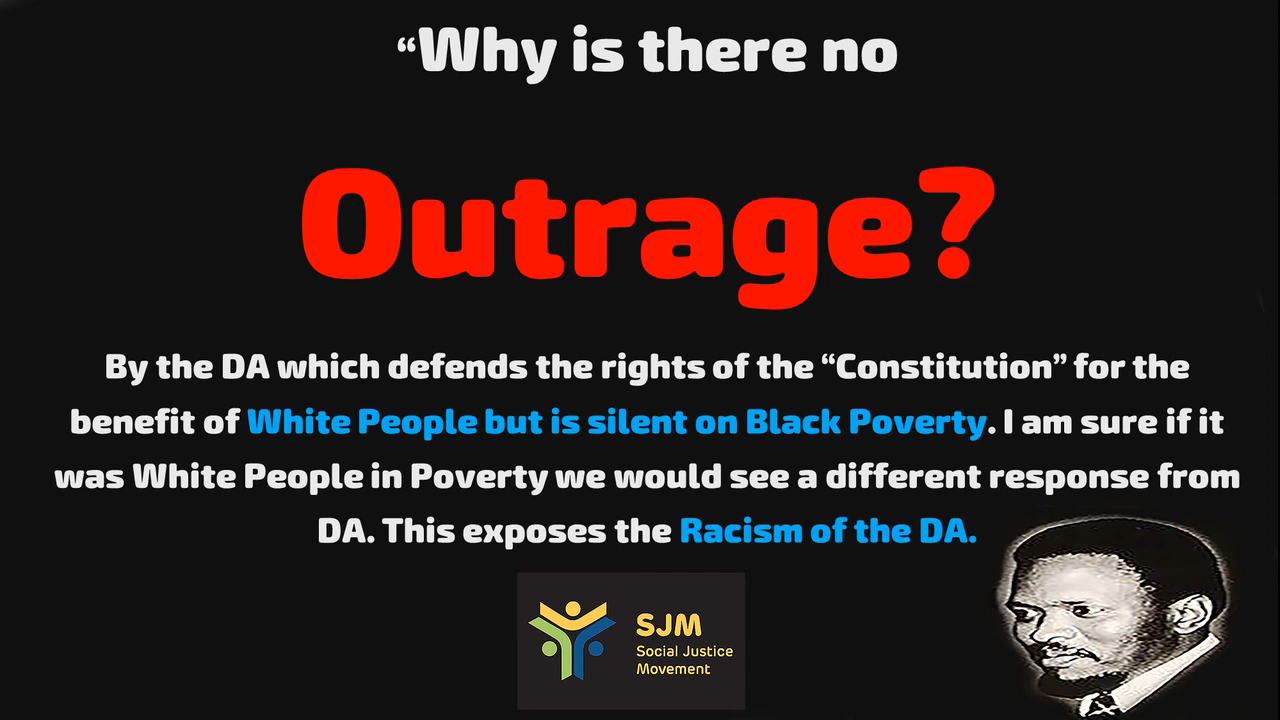 “Why is there no
Outrage?
By the DA which defends the rights of the “Constitution” for the
benefit of White People but is silent on Black Poverty. I am sure if it
was White People in Poverty we would see a different response from
DA. This exposes the Racism of the DA.
SJM
Social Justice
Movement